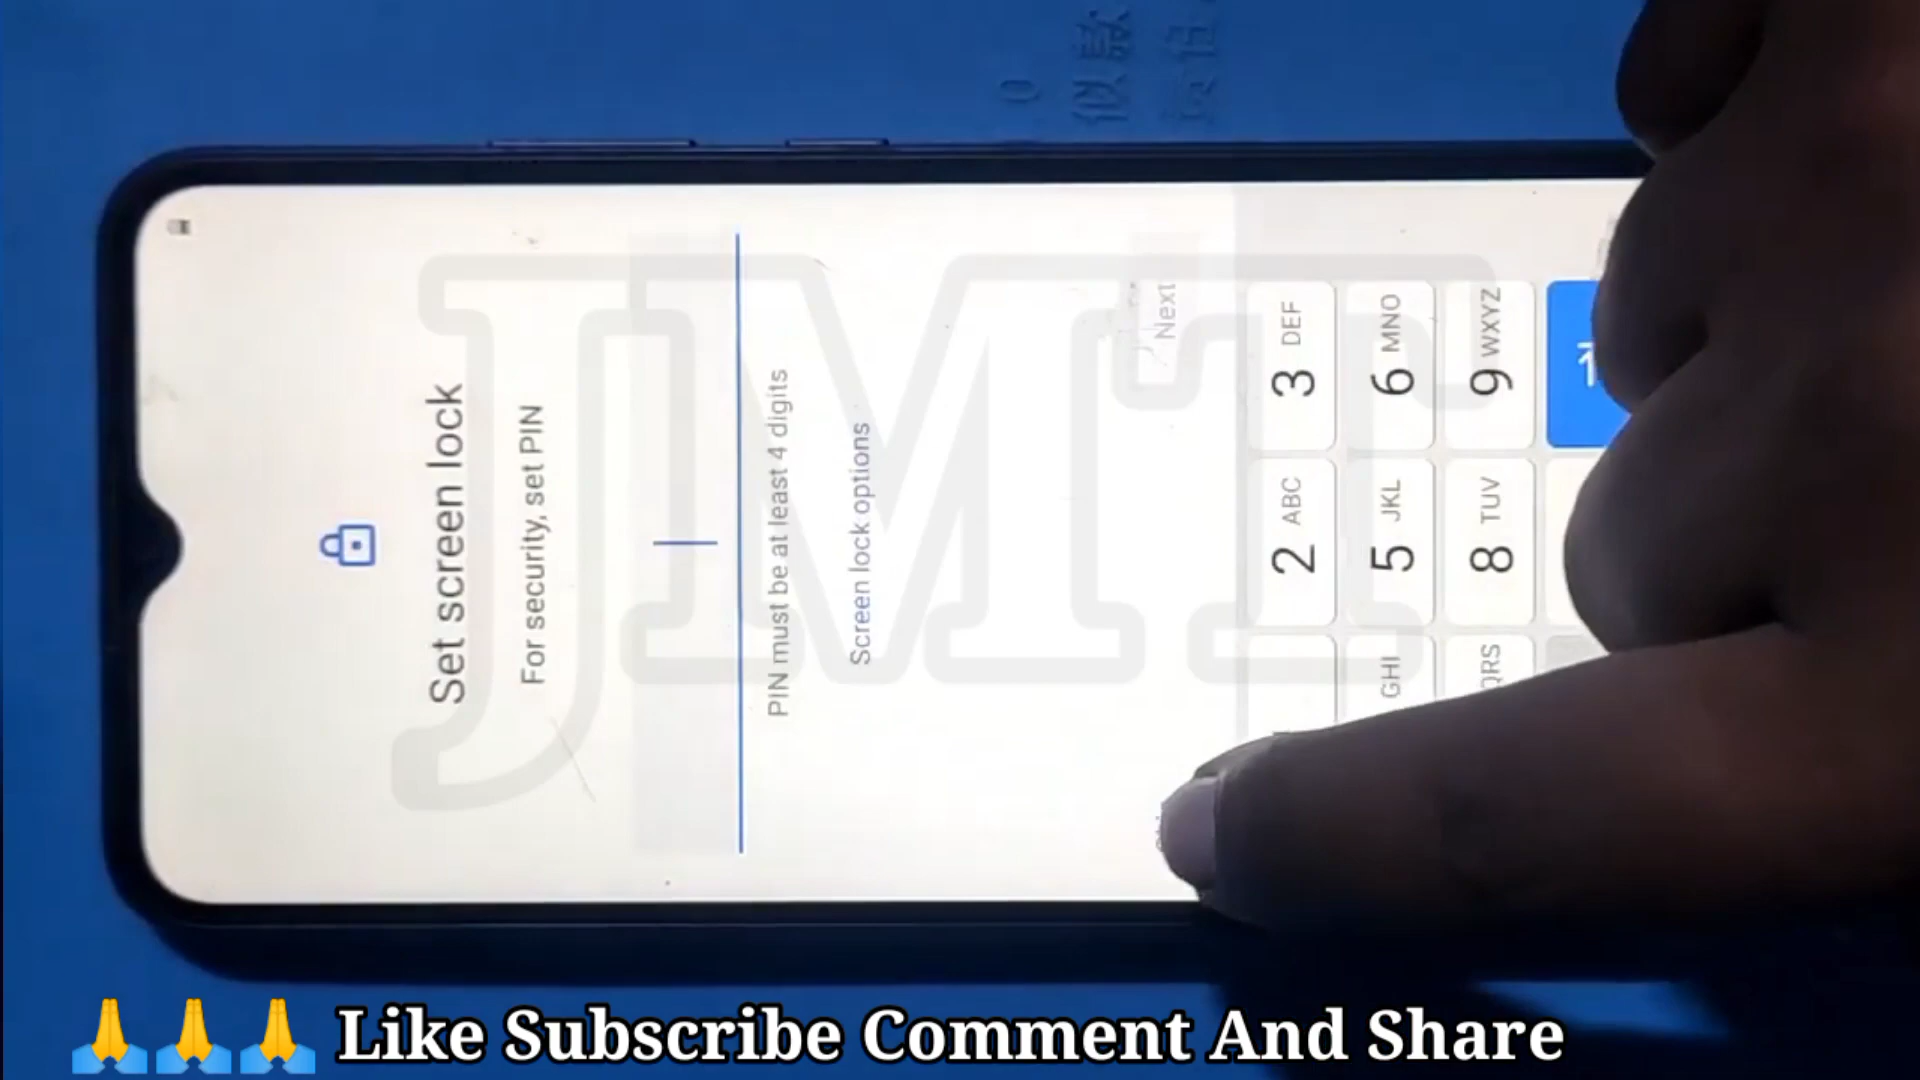 Set screen lock
For security, set PIN
PIN must be at least 4 digits
Screen lock options
Next
2 ABC
3 DEF
GHI
5 JKL
6 MNO
8 TUV
9 WXYZ
JMT
🙏🙏🙏 Like Subscribe Comment And Share